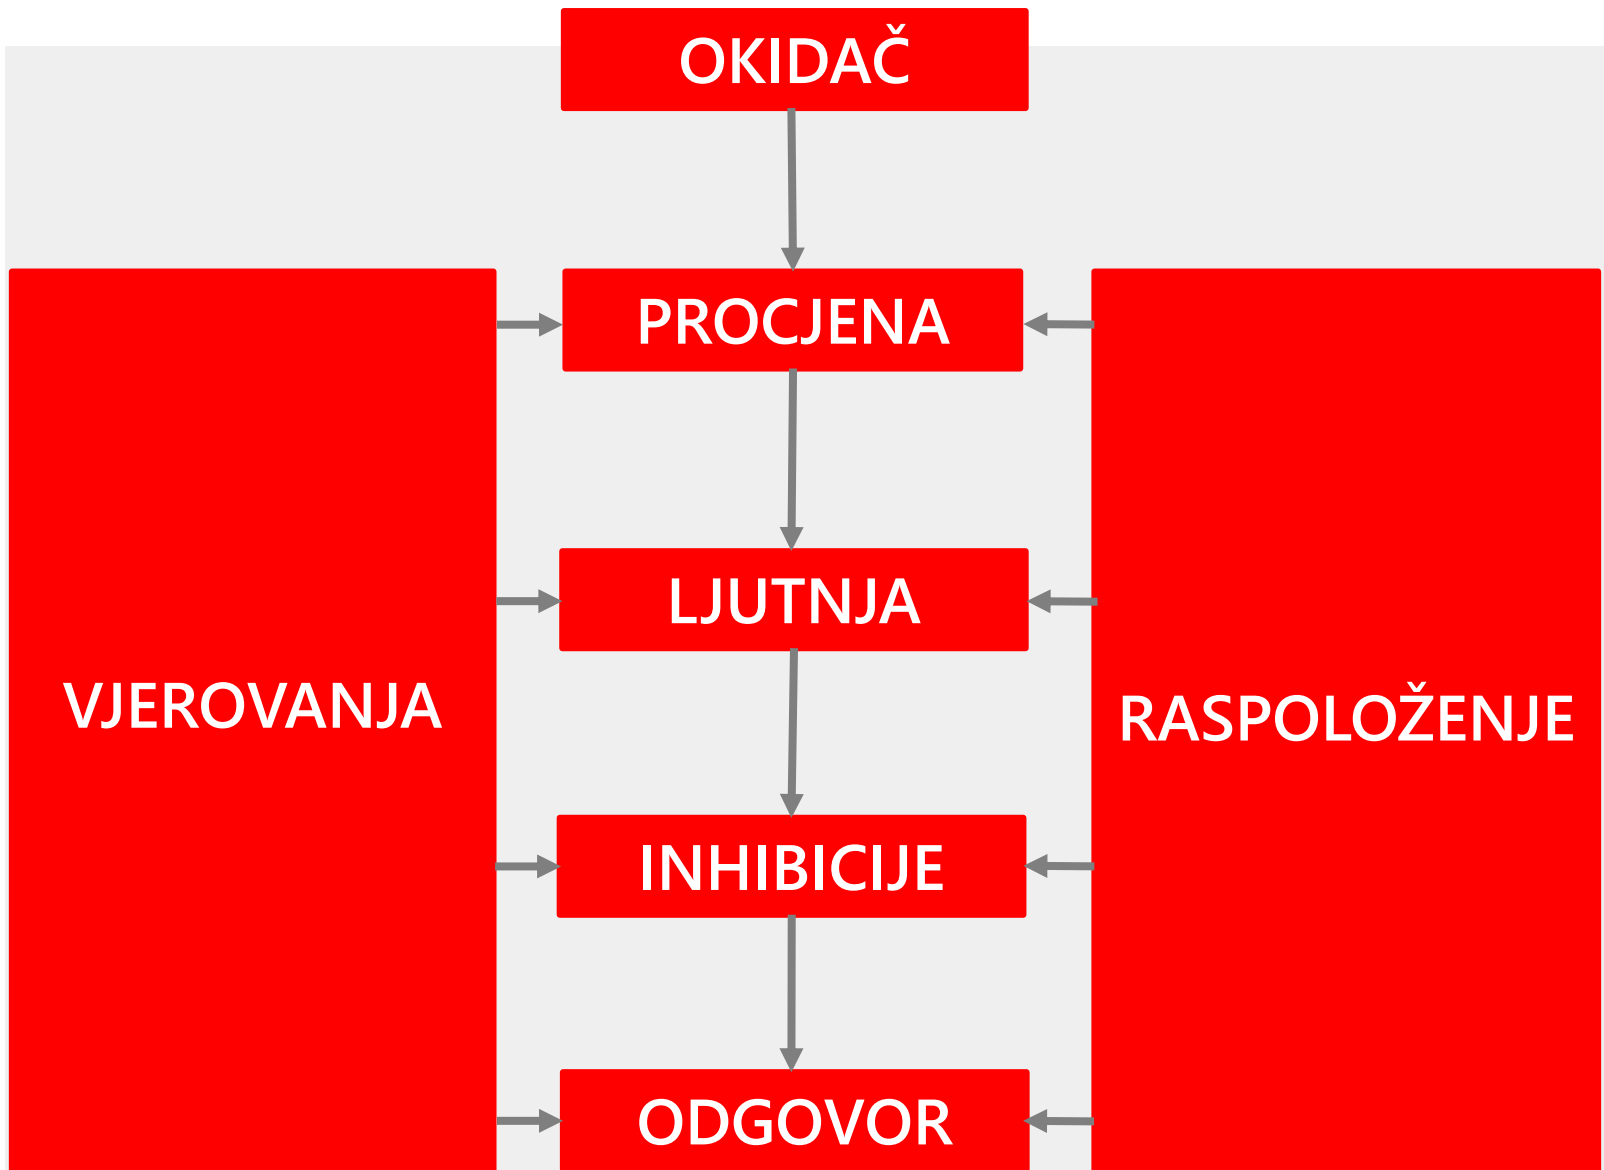 OKIDAČ
PROCJENA
LJUTNJA
VJEROVANJA
RASPOLOŽENJE
INHIBICIJE
ODGOVOR